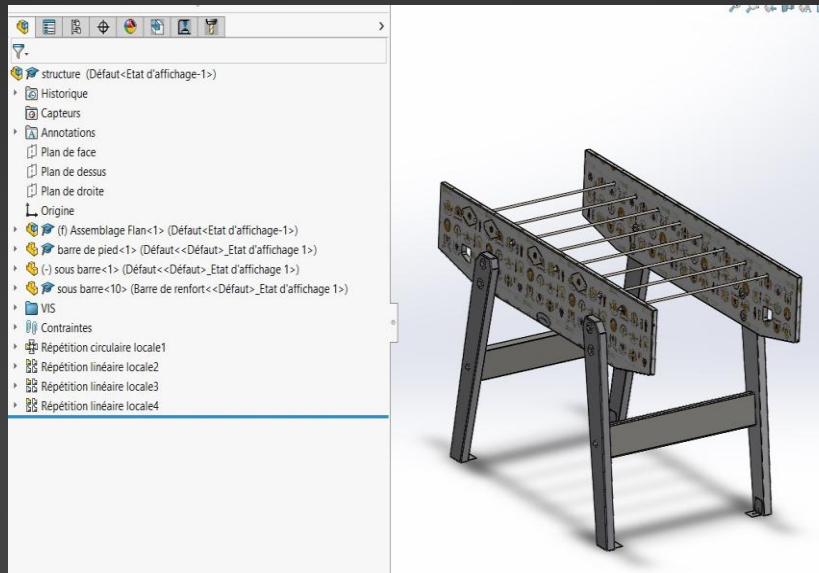 structure (Défaut<Etat d'affichage-1>)
Historique
Capteurs
Annotations
Plan de face
Plan de dessus
Plan de droite
Origine
(f) Assemblage Flan<1> (Défaut<Etat d'affichage-1>)
barre de pied<1> (Défaut<<Défaut>_Etat d'affichage 1>)
(-) sous barre<1> (Défaut<<Défaut>_Etat d'affichage 1>)
sous barre<10> (Barre de renfort<<Défaut>_Etat d'affichage 1>)
VIS
Contraintes
Répétition circulaire locale1
Répétition linéaire locale2
Répétition linéaire locale3
Répétition linéaire locale4